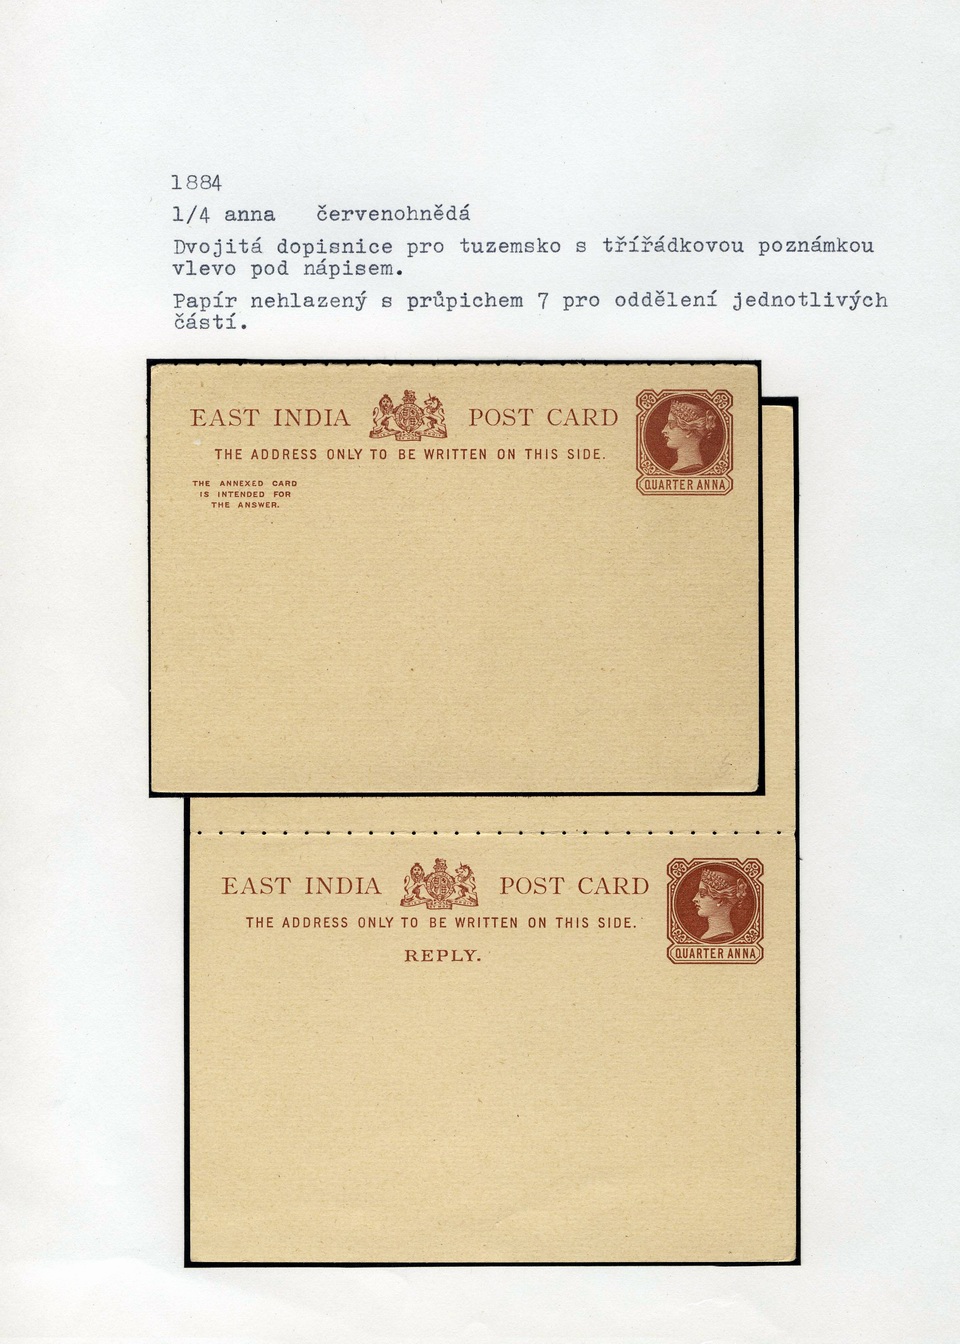 1884
1/4 anna červenohnědá
Dvojitá dopisnice pro tuzemsko s třířádkovou poznámkou
vlevo pod nápisem.
Papír nehlazený s průpichem 7 pro oddělení jednotlivých
částí.
EAST INDIA POST CARD
THE ADDRESS ONLY TO BE WRITTEN ON THIS SIDE.
QUARTER ANNA
THE ANNEXED CARD
IS INTENDED FOR
THE ANSWER.
EAST INDIA POST CARD
THE ADDRESS ONLY TO BE WRITTEN ON THIS SIDE.
REPLY.
QUARTER ANNA